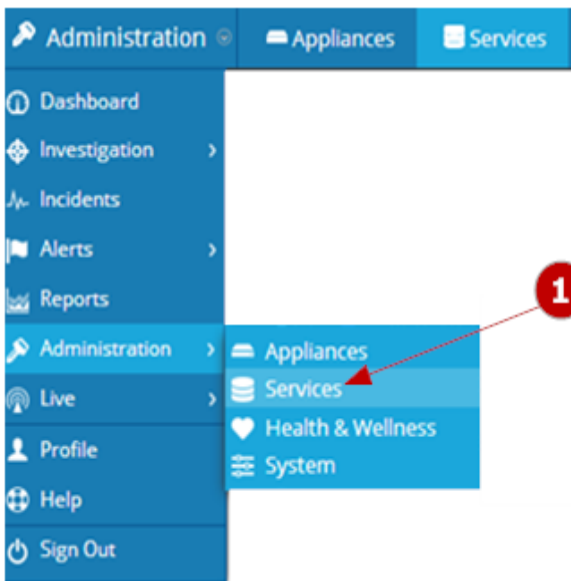 Administration Appliances Services
Dashboard
Investigation
Incidents
Alerts
Reports
1
Administration
Appliances
Services
Health & Wellness
System
Live
Profile
Help
Sign Out